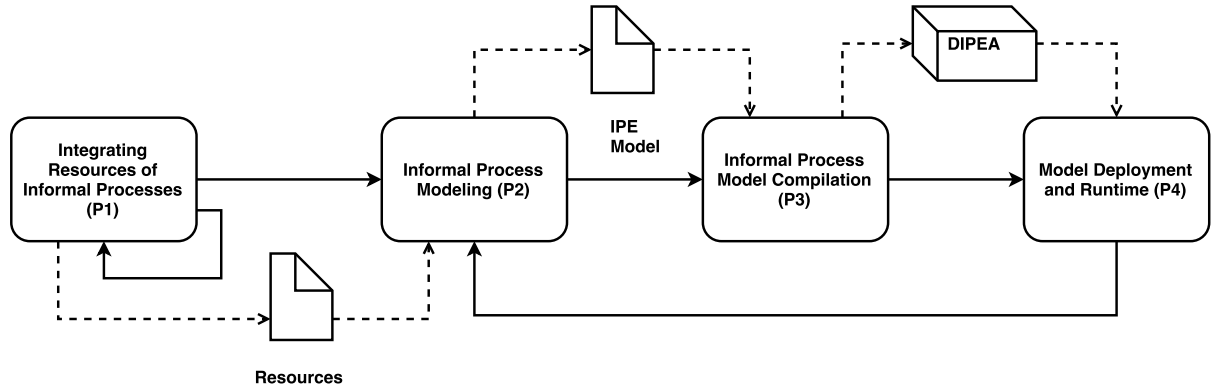 DIPEA
IPE
Model
Integrating
Resources of
Informal Processes
(P1)
Informal Process
Modeling (P2)
Informal Process
Model Compilation
(P3)
Model Deployment
and Runtime (P4)
Resources